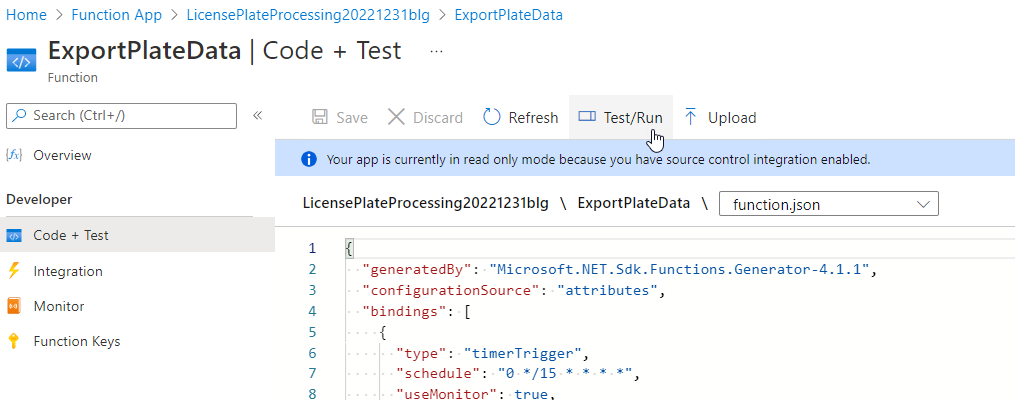 Home > Function App > LicensePlateProcessing20221231blg > ExportPlateData
ExportPlateData | Code + Test ...
Function
Search (Ctrl+/) «
Save Discard Refresh Test/Run Upload
Overview
Your app is currently in read only mode because you have source control integration enabled.
Developer
LicensePlateProcessing20221231blg \ ExportPlateData \ function.json
Code + Test
Integration
Monitor
Function Keys
1 {
2 "generatedBy": "Microsoft.NET.Sdk.Functions.Generator-4.1.1",
3 "configurationSource": "attributes",
4 "bindings": [
5 {
6 "type": "timerTrigger",
7 "schedule": "0 */15 * * * *",
8 "useMonitor": true,